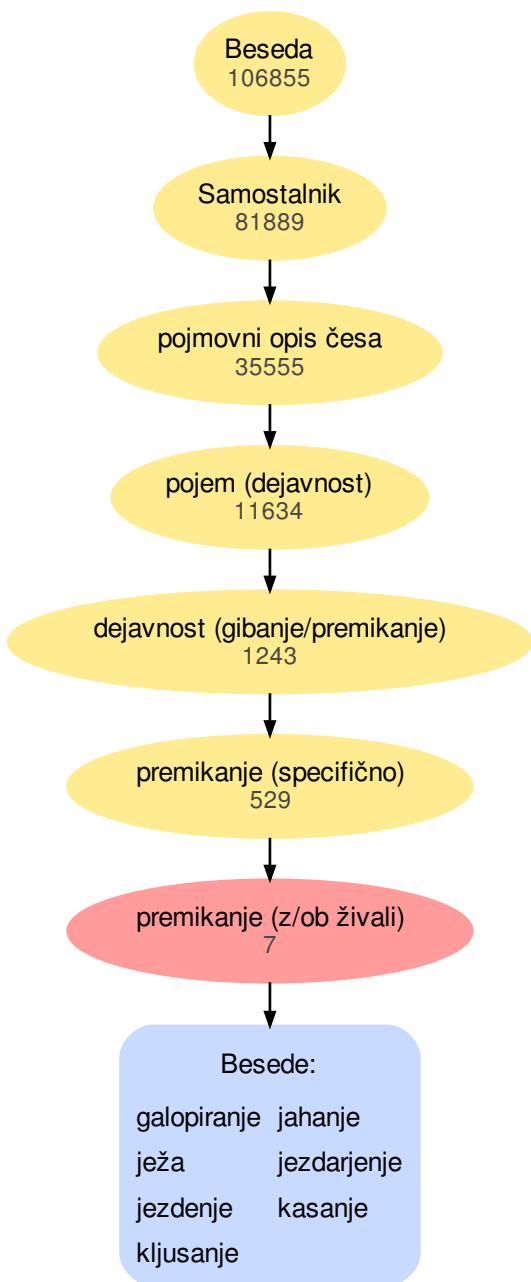 Beseda
106855
Samostalnik
81889
pojmovni opis česa
35555
pojem (dejavnost)
11634
dejavnost (gibanje/premikanje)
1243
premikanje (specifično)
529
premikanje (z/ob živali)
7
Besede:
galopiranje jahanje
ježa jezdarjenje
jezdenje kasanje
kljusanje